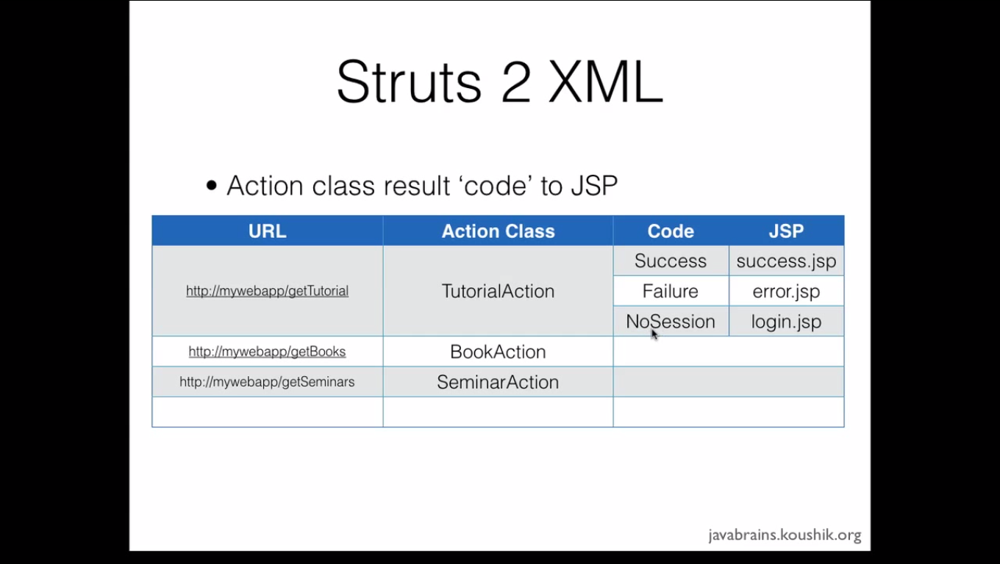 Struts 2 XML
• Action class result ‘code’ to JSP
URL Action Class Code JSP
http://mywebapp/getTutorial TutorialAction Success success.jsp
Failure error.jsp
NoSession login.jsp
http://mywebapp/getBooks BookAction
http://mywebapp/getSeminars SeminarAction
javabrains.koushik.org